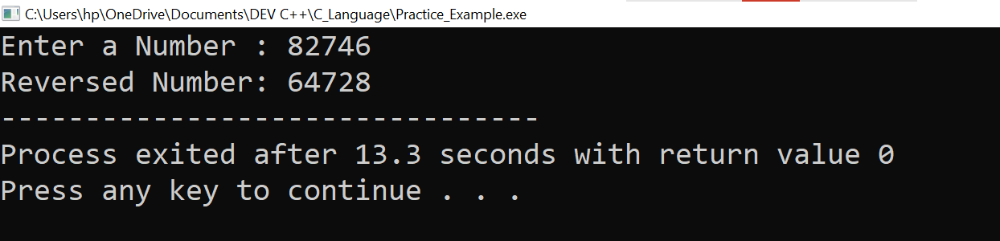 C:\Users\hp\OneDrive\Documents\DEV C++\C_Language\Practice_Example.exe
Enter a Number : 82746
Reversed Number: 64728
--------------------------------
Process exited after 13.3 seconds with return value 0
Press any key to continue . . .